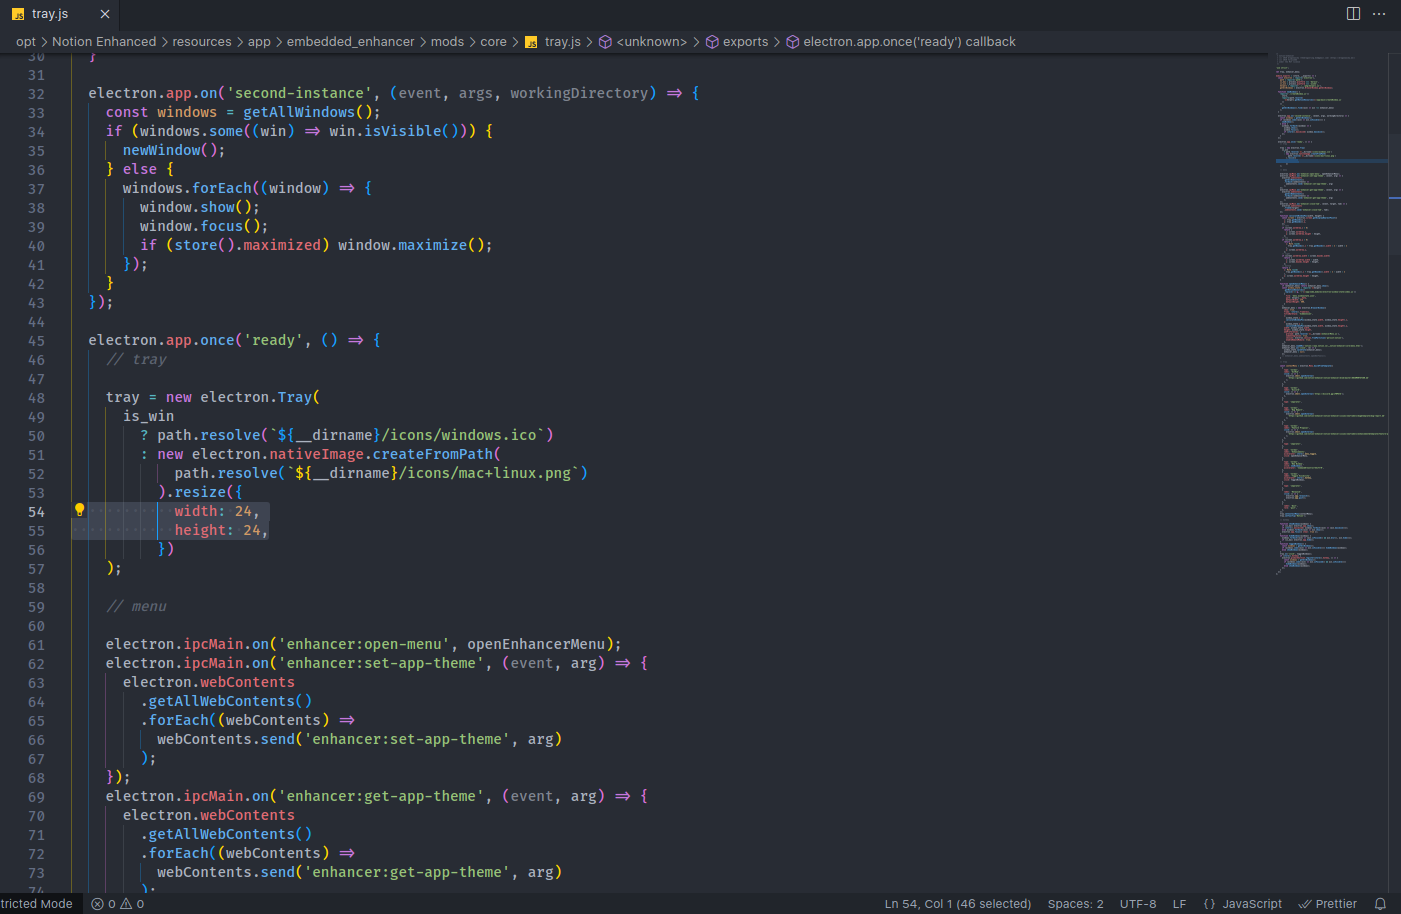 JS tray.js
opt > Notion Enhanced > resources > app > embedded_enhancer > mods > core > JS tray.js > <unknown> > exports > electron.app.once('ready') callback
30 }
31
32 electron.app.on('second-instance', (event, args, workingDirectory) => {
33 const windows = getAllWindows();
34 if (windows.some((win) => win.isVisible())) {
35 newWindow();
36 } else {
37 windows.forEach((window) => {
38 window.show();
39 window.focus();
40 if (store().maximized) window.maximize();
41 });
42 }
43 });
44
45 electron.app.once('ready', () => {
46 // tray
47
48 tray = new electron.Tray(
49 is_win
50 ? path.resolve(`${__dirname}/icons/windows.ico`)
51 : new electron.nativeImage.createFromPath(
52 path.resolve(`${__dirname}/icons/mac+linux.png`)
53 ).resize({
54 width: 24,
55 height: 24,
56 })
57 );
58
59 // menu
60
61 electron.ipcMain.on('enhancer:open-menu', openEnhancerMenu);
62 electron.ipcMain.on('enhancer:set-app-theme', (event, arg) => {
63 electron.webContents
64 .getAllWebContents()
65 .forEach((webContents) =>
66 webContents.send('enhancer:set-app-theme', arg)
67 );
68 });
69 electron.ipcMain.on('enhancer:get-app-theme', (event, arg) => {
70 electron.webContents
71 .getAllWebContents()
72 .forEach((webContents) =>
73 webContents.send('enhancer:get-app-theme', arg)
74 );
tricted Mode 0 0 Ln 54, Col 1 (46 selected) Spaces: 2 UTF-8 LF {} JavaScript Prettier